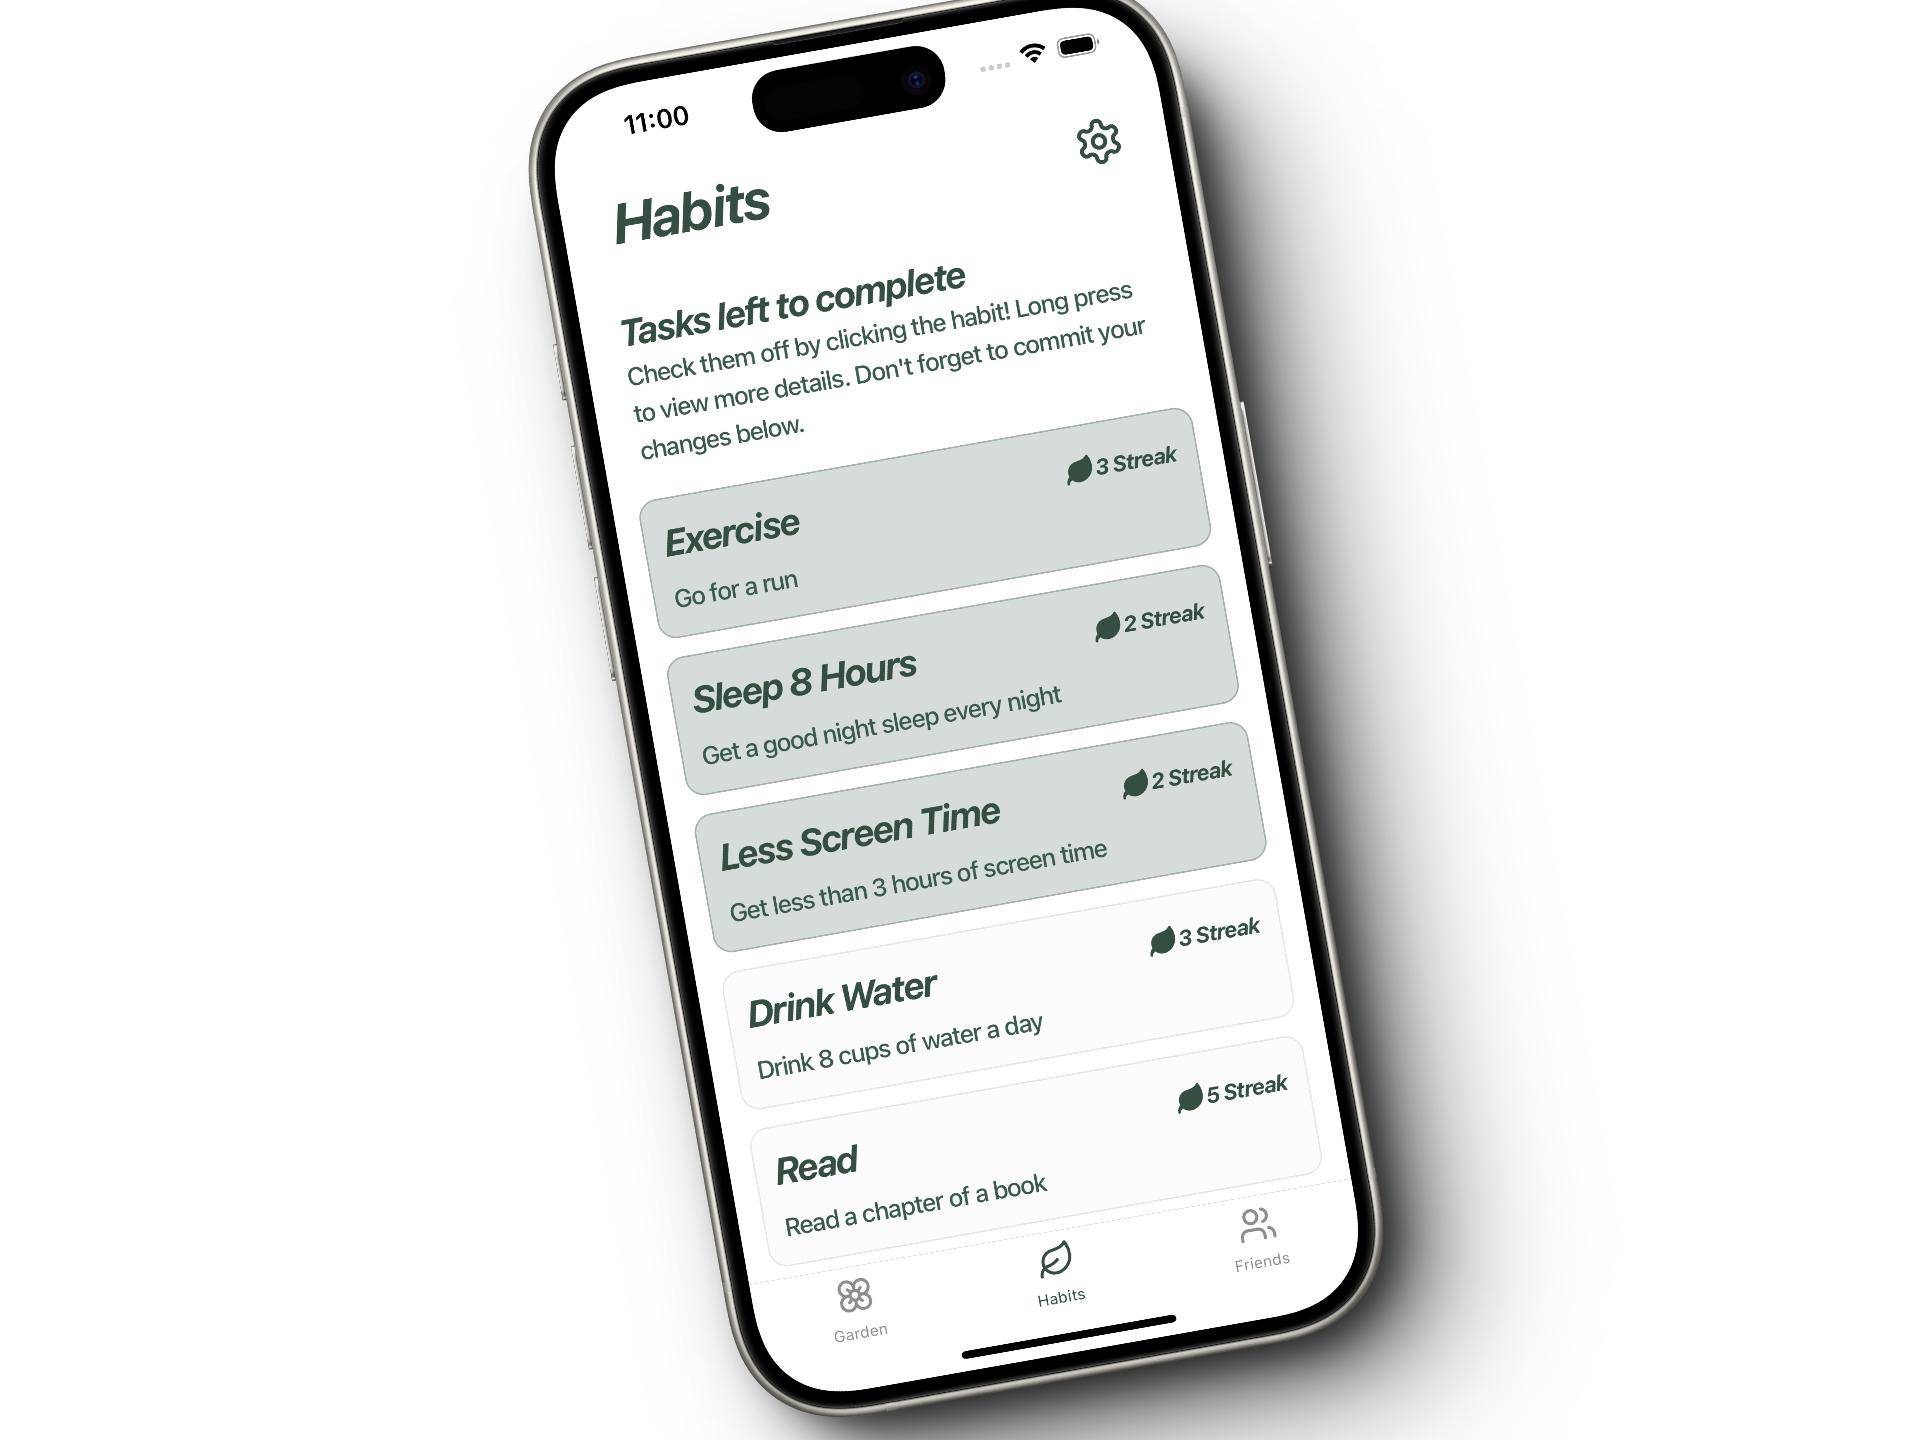 11:00
Habits
Tasks left to complete
Check them off by clicking the habit! Long press
to view more details. Don't forget to commit your
changes below.
3 Streak
Exercise
Go for a run
2 Streak
Sleep 8 Hours
Get a good night sleep every night
2 Streak
Less Screen Time
Get less than 3 hours of screen time
3 Streak
Drink Water
Drink 8 cups of water a day
5 Streak
Read
Read a chapter of a book
Garden
Habits
Friends